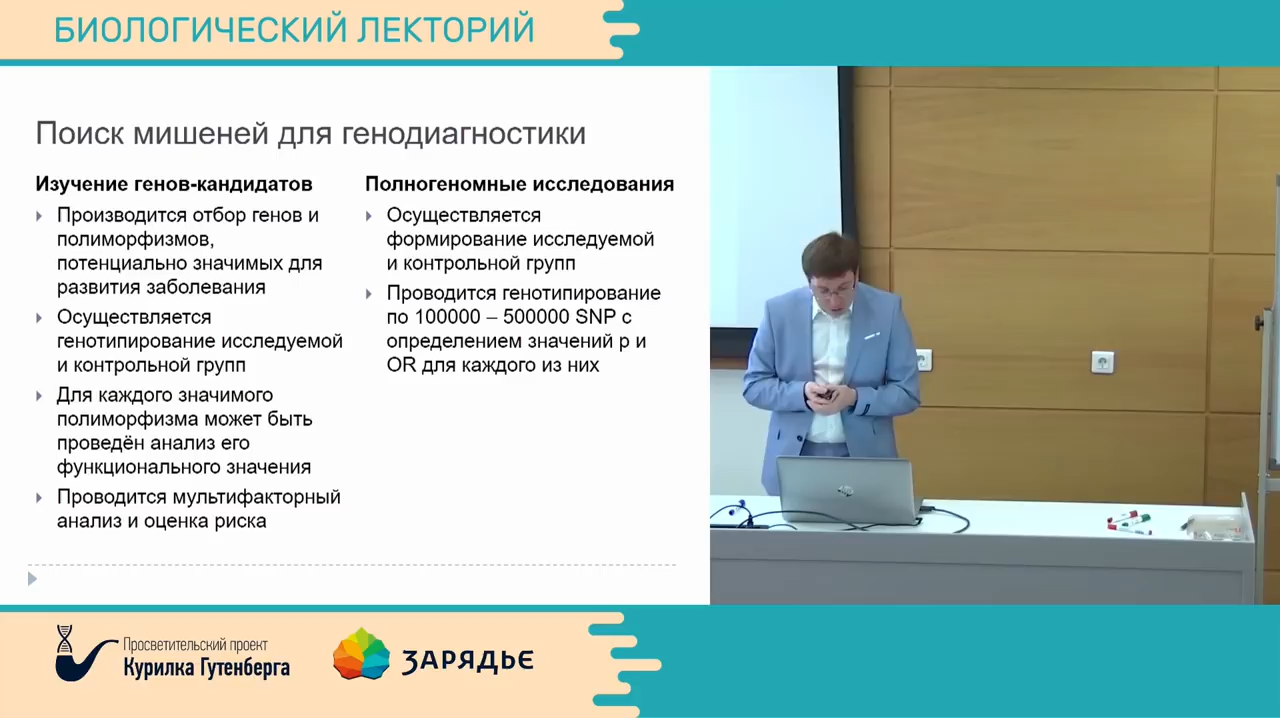 БИОЛОГИЧЕСКИЙ ЛЕКТОРИЙ
Поиск мишеней для генодиагностики
Изучение генов-кандидатов
Производится отбор генов и
полиморфизмов,
потенциально значимых для
развития заболевания
Осуществляется
генотипирование исследуемой
и контрольной групп
Для каждого значимого
полиморфизма может быть
проведён анализ его
функционального значения
Проводится мультифакторный
анализ и оценка риска
Полногеномные исследования
Осуществляется
формирование исследуемой
и контрольной групп
Проводится генотипирование
по 100000 – 500000 SNP с
определением значений p и
OR для каждого из них
Просветительский проект
Курилка Гутенберга
ЗАРЯДЬЕ